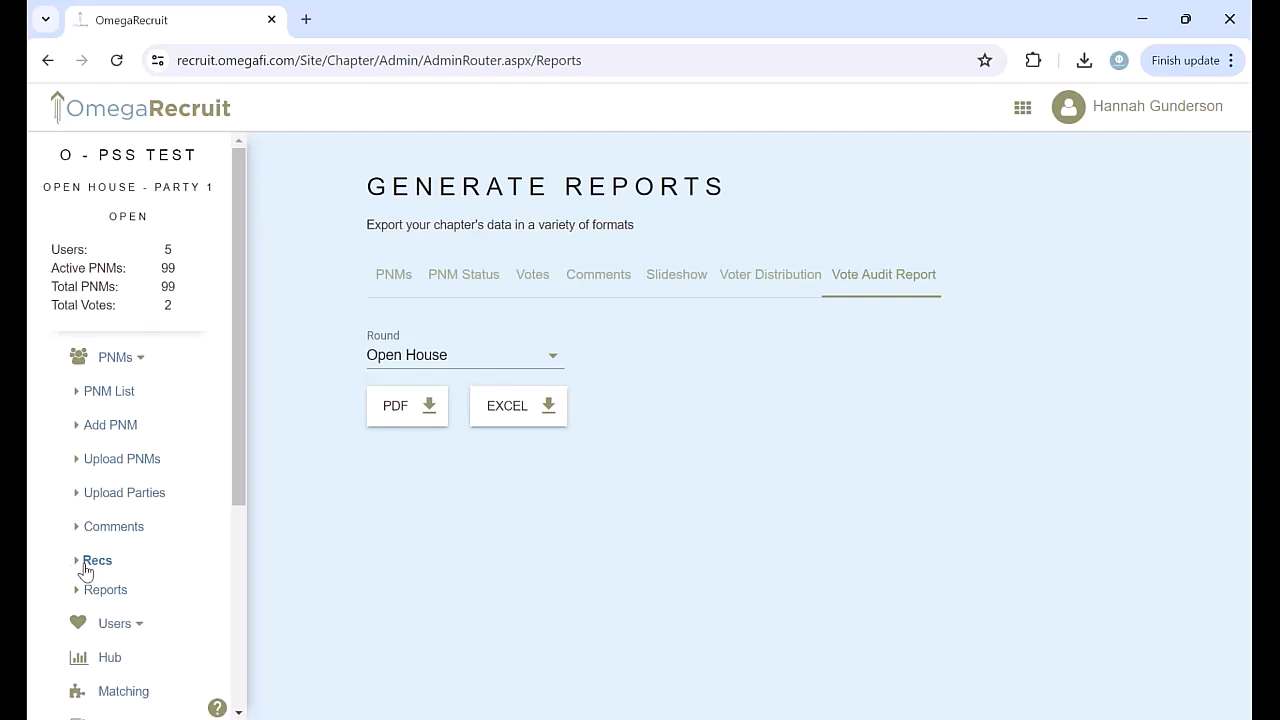 OmegaRecruit
recruit.omegafi.com/Site/Chapter/Admin/AdminRouter.aspx/Reports
Finish update
OmegaRecruit
Hannah Gunderson
O - PSS TEST
OPEN HOUSE - PARTY 1
OPEN
Users: 5
Active PNMs: 99
Total PNMs: 99
Total Votes: 2
PNMs
PNM List
Add PNM
Upload PNMs
Upload Parties
Comments
Recs
Reports
Users
Hub
Matching
?
GENERATE REPORTS
Export your chapter's data in a variety of formats
PNMs PNM Status Votes Comments Slideshow Voter Distribution Vote Audit Report
Round
Open House
PDF EXCEL